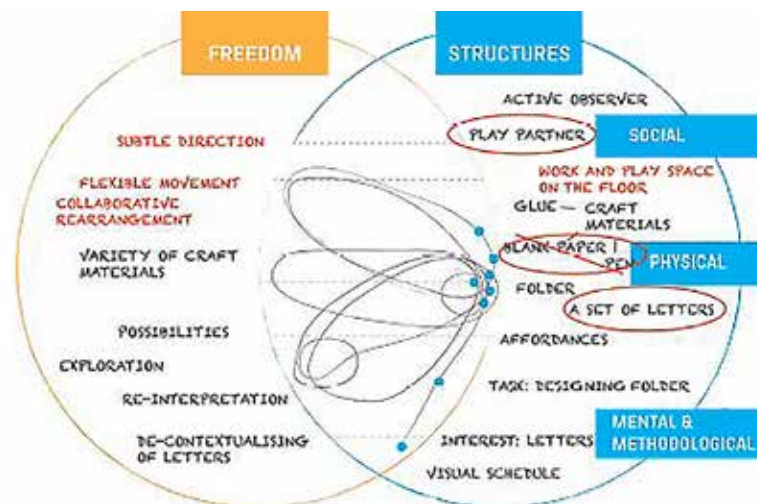 FREEDOM
STRUCTURES
ACTIVE OBSERVER
PLAY PARTNER
SOCIAL
SUBTLE DIRECTION
WORK AND PLAY SPACE
ON THE FLOOR
FLEXIBLE MOVEMENT
COLLABORATIVE
REARRANGEMENT
GLUE — CRAFT
MATERIALS
VARIETY OF CRAFT
MATERIALS
BLANK PAPER |
PEN
PHYSICAL
FOLDER
A SET OF LETTERS
POSSIBILITIES
AFFORDANCES
EXPLORATION
RE-INTERPRETATION
TASK: DESIGNING FOLDER
DE-CONTEXTUALISING
OF LETTERS
INTEREST: LETTERS
MENTAL &
METHODOLOGICAL
VISUAL SCHEDULE